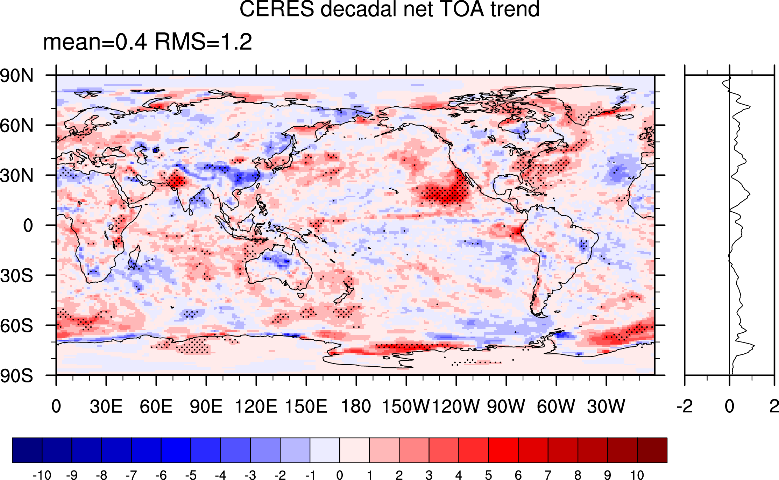 CERES decadal net TOA trend
mean=0.4 RMS=1.2
90N
60N
30N
0
30S
60S
90S
0 30E 60E 90E 120E 150E 180 150W 120W 90W 60W 30W
-2 0 2
-10 -9 -7 -6 -5 -4 -3 -2 -1 0 1 2 3 4 5 6 7 9 10